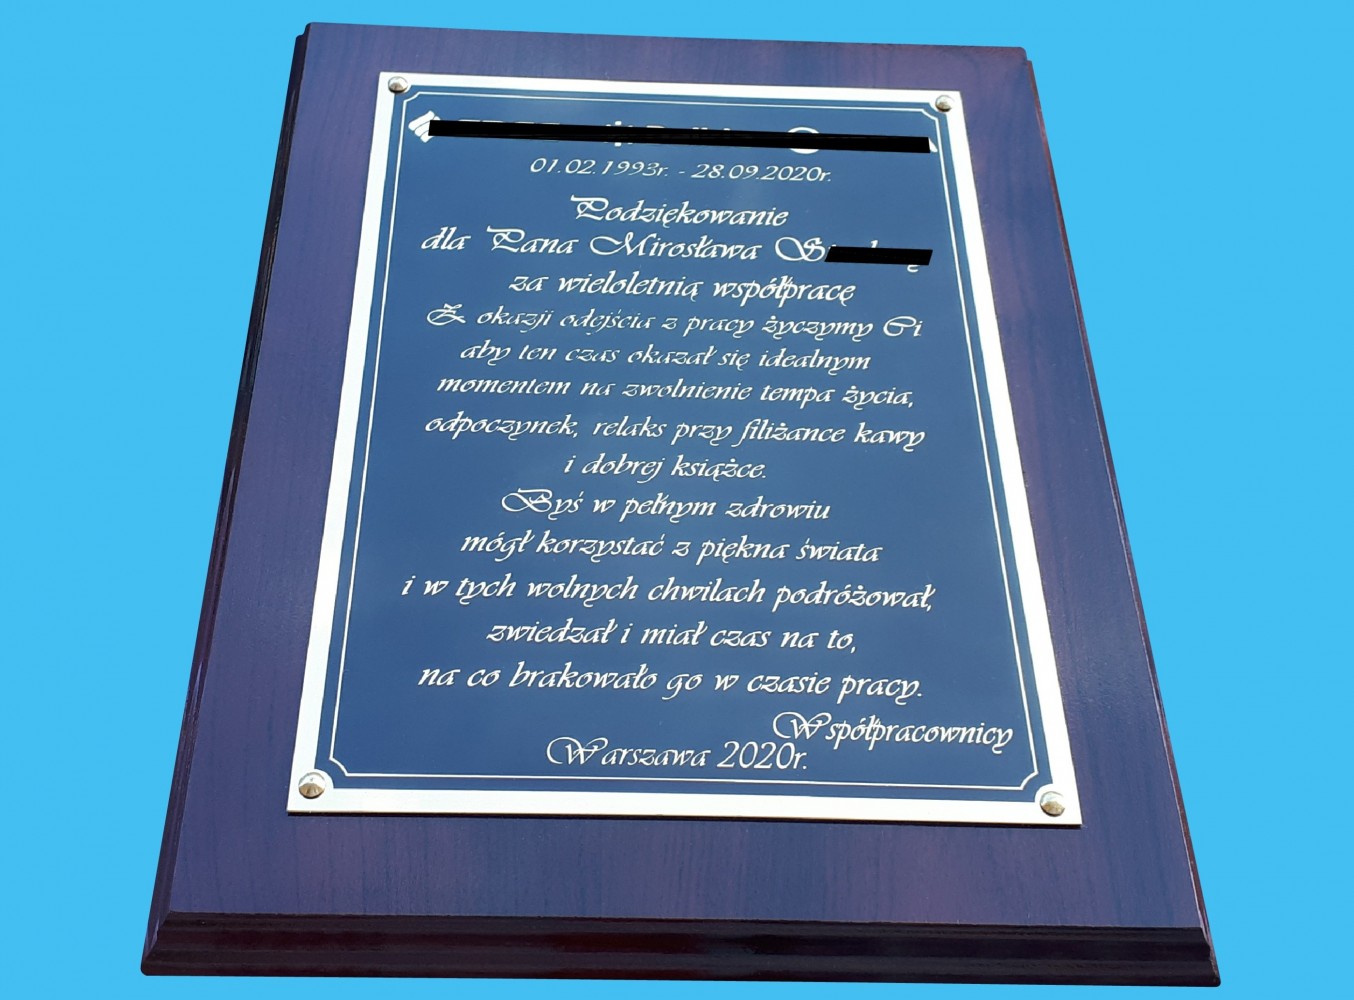 01.02.1993r. - 28.09.2020r.
Podziękowanie
dla Pana Mirosława
za wieloletnią współpracę
Z okazji odejścia z pracy życzymy Ci
aby ten czas okazał się idealnym
momentem na zwolnienie tempa życia,
odpoczynek, relaks przy filiżance kawy
i dobrej książce.
Byś w pełnym zdrowiu
mógł korzystać z piękna świata
i w tych wolnych chwilach podróżował,
zwiedzał i miał czas na to,
na co brakowało go w czasie pracy.
Współpracownicy
Warszawa 2020r.